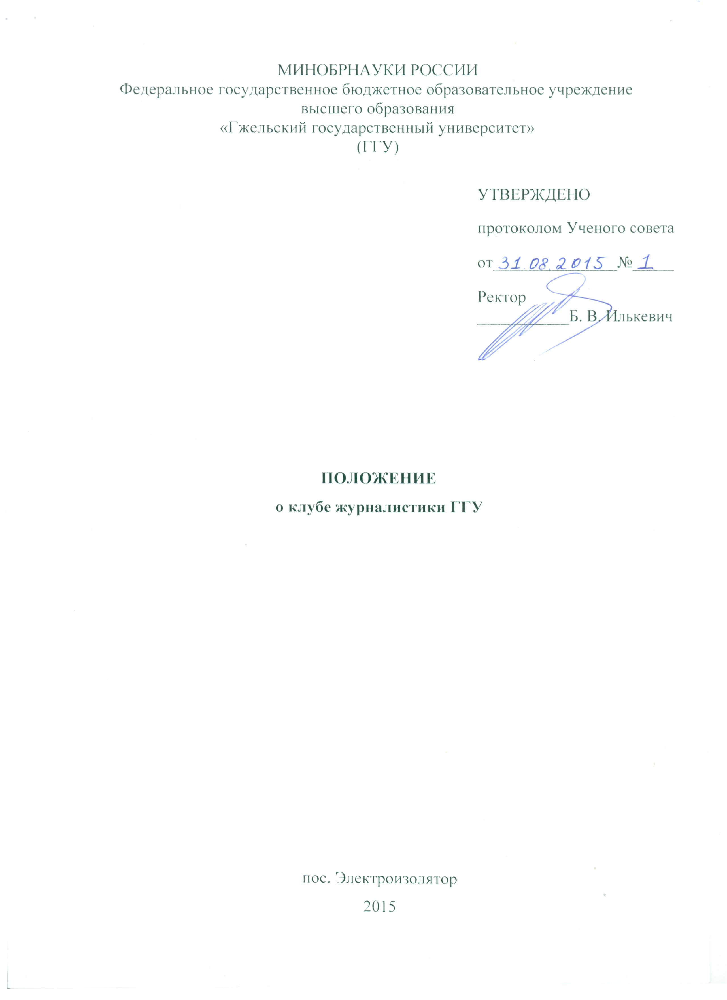 МИНОБРНАУКИ РОССИИ
Федеральное государственное бюджетное образовательное учреждение
высшего образования
«Гжельский государственный университет»
(ГГУ)
УТВЕРЖДЕНО
протоколом Ученого совета
от 31.08.2015 № 1
Ректор
Б. В. Илькевич
ПОЛОЖЕНИЕ
о клубе журналистики ГГУ
пос. Электроизолятор
2015